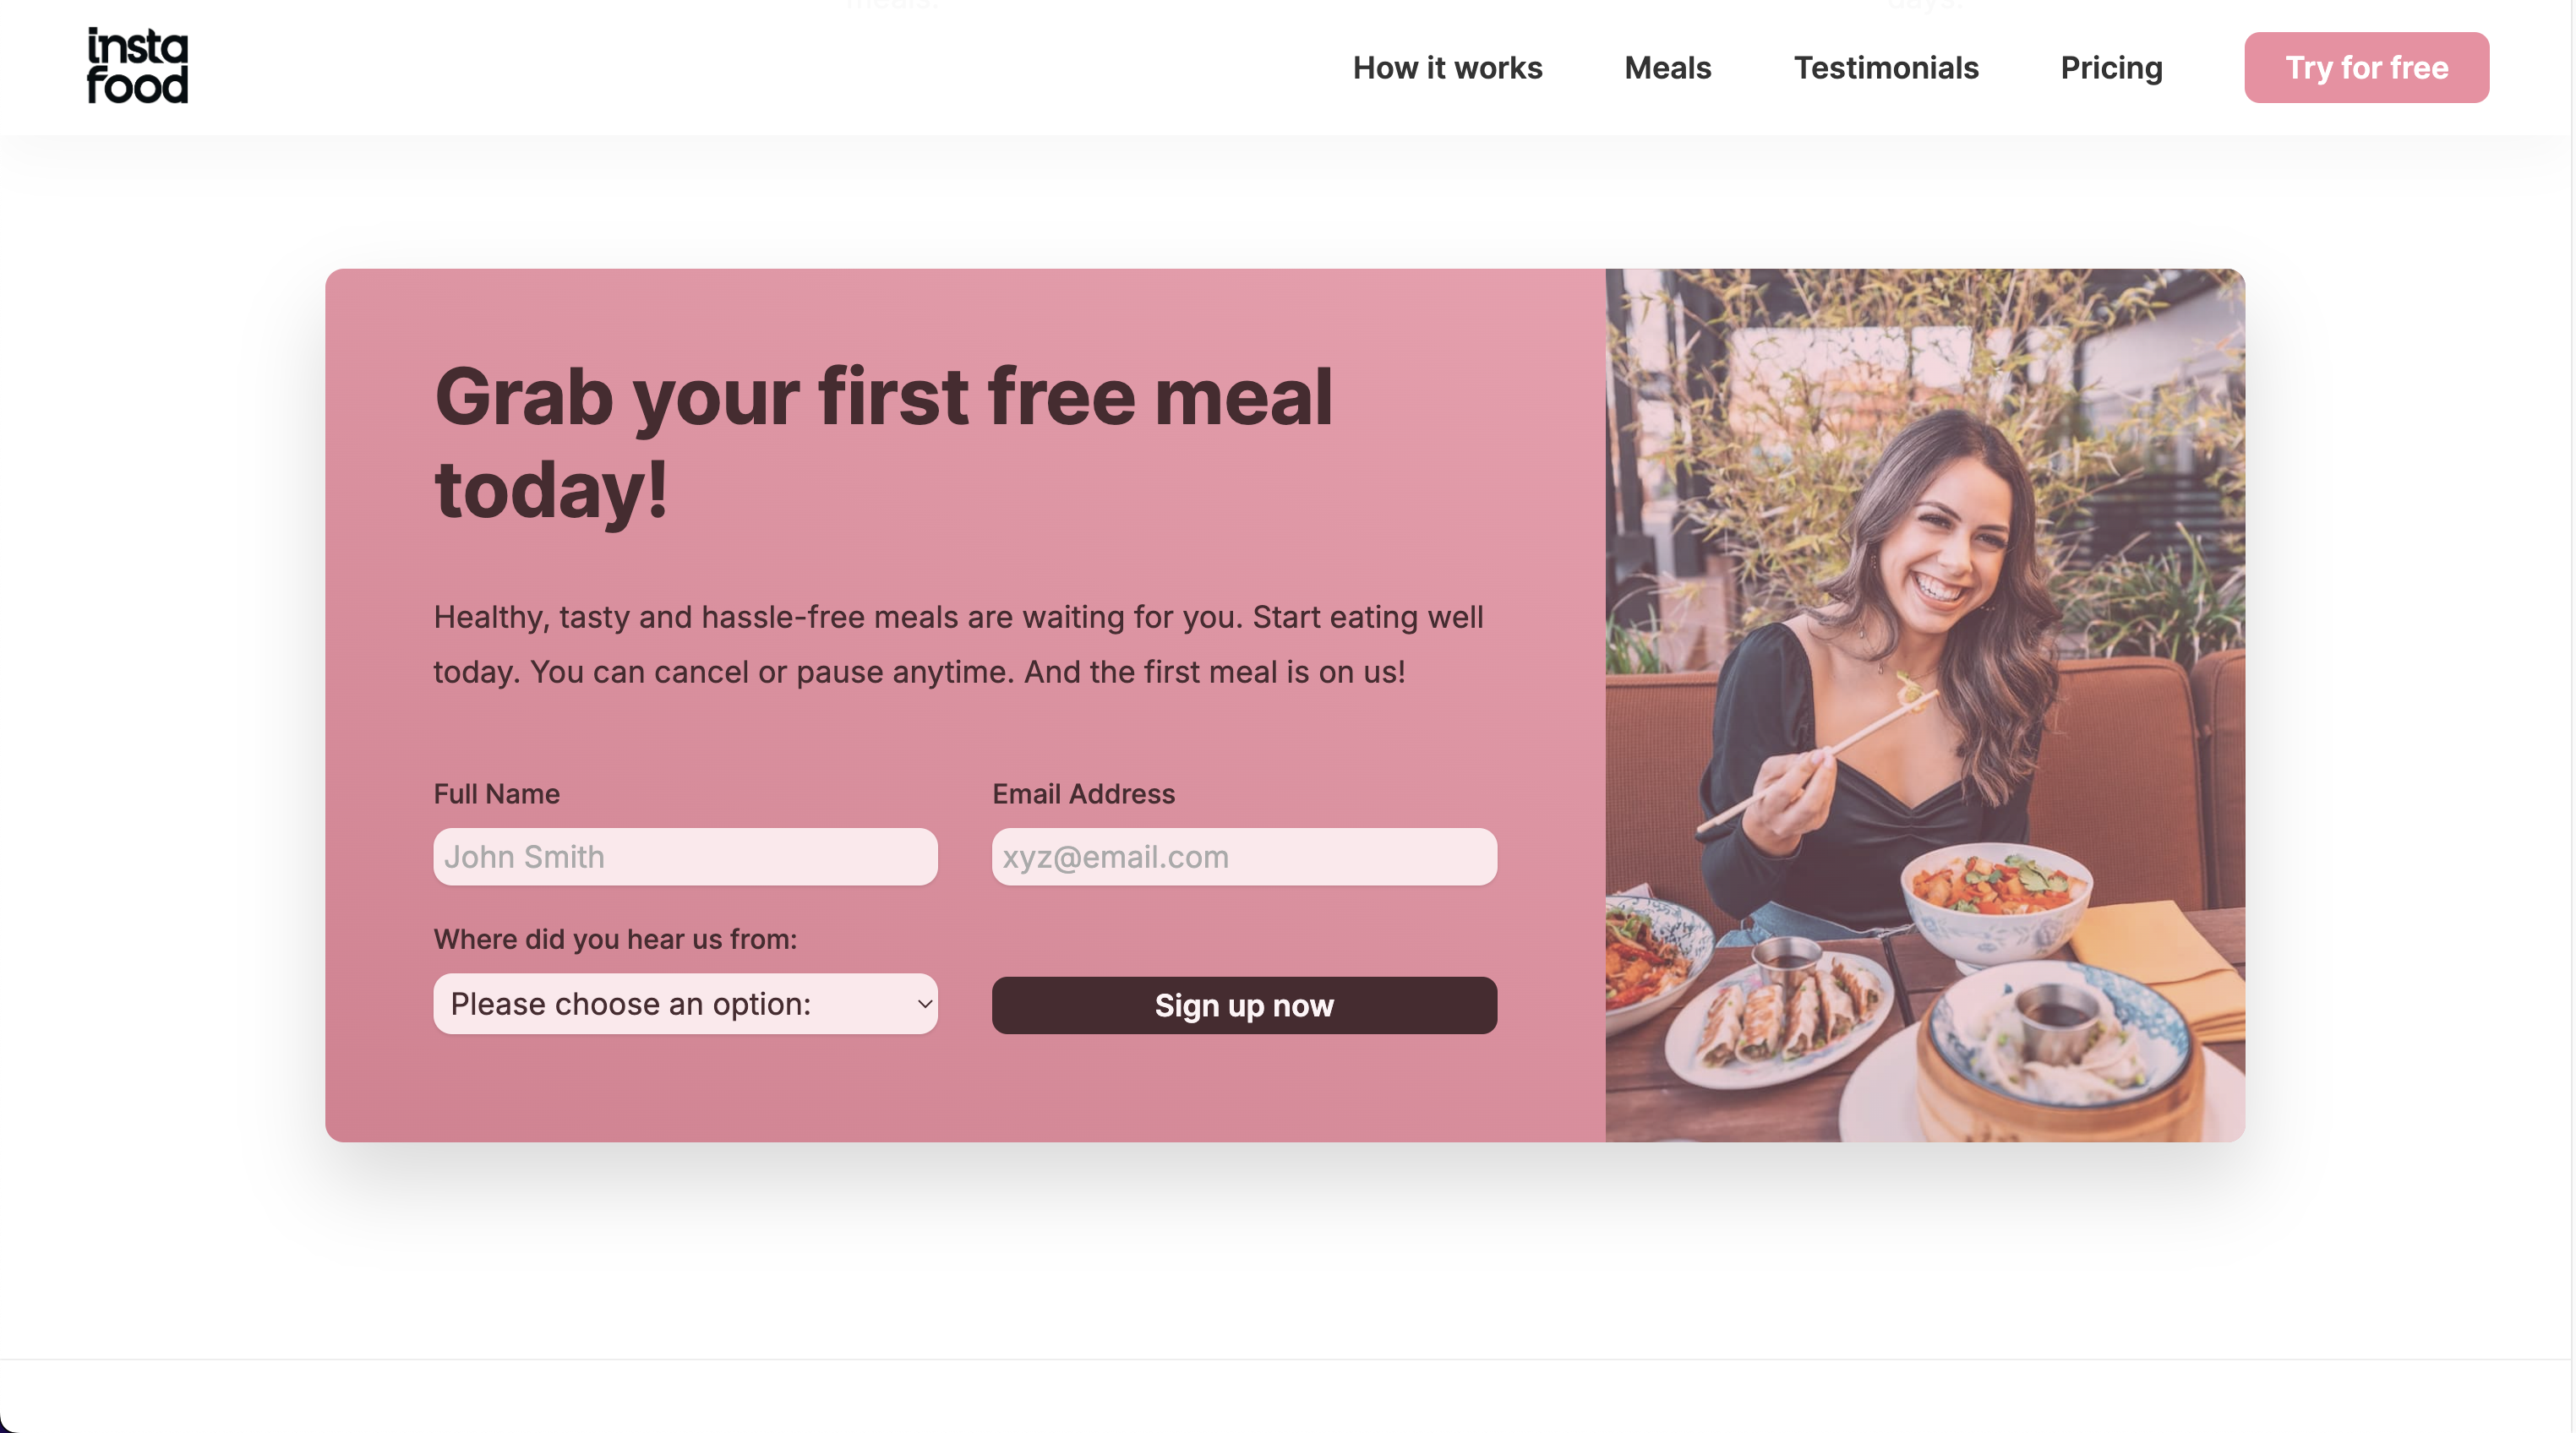 meals.
days.
insta
food
How it works
Meals
Testimonials
Pricing
Try for free
Grab your first free meal
today!
Healthy, tasty and hassle-free meals are waiting for you. Start eating well
today. You can cancel or pause anytime. And the first meal is on us!
Full Name
Email Address
John Smith
xyz@email.com
Where did you hear us from:
Please choose an option:
Sign up now